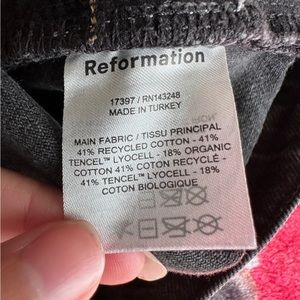 Reformation
17397 / RN143248
MADE IN TURKEY
MAIN FABRIC / TISSU PRINCIPAL
41% RECYCLED COTTON - 41%
TENCEL™ LYOCELL - 18% ORGANIC
COTTON 41% COTON RECYCLÉ -
41% TENCEL™ LYOCELL - 18%
COTON BIOLOGIQUE